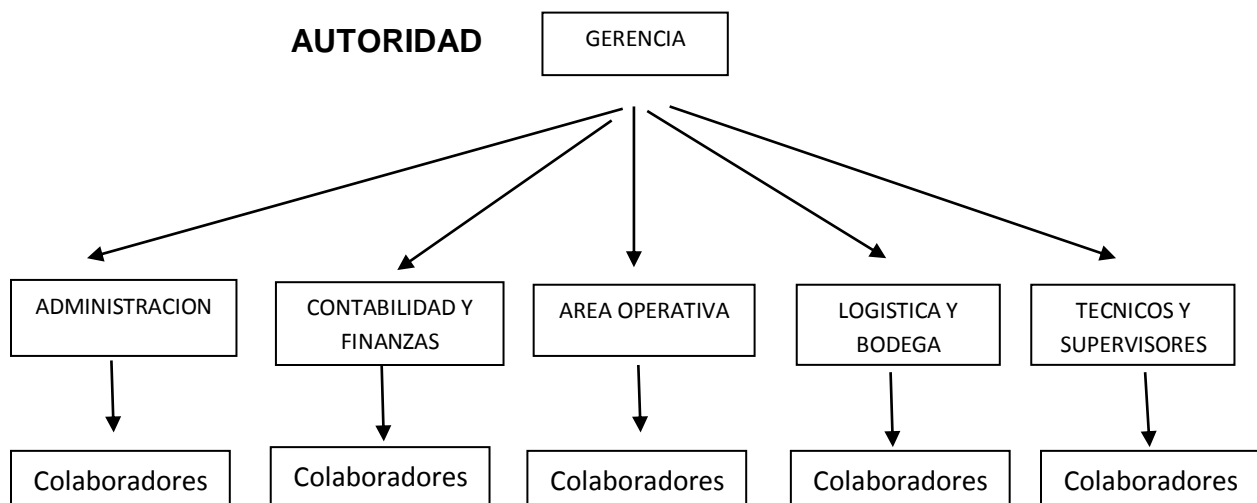 AUTORIDAD
GERENCIA
ADMINISTRACION
CONTABILIDAD Y
FINANZAS
AREA OPERATIVA
LOGISTICA Y
BODEGA
TECNICOS Y
SUPERVISORES
Colaboradores
Colaboradores
Colaboradores
Colaboradores
Colaboradores